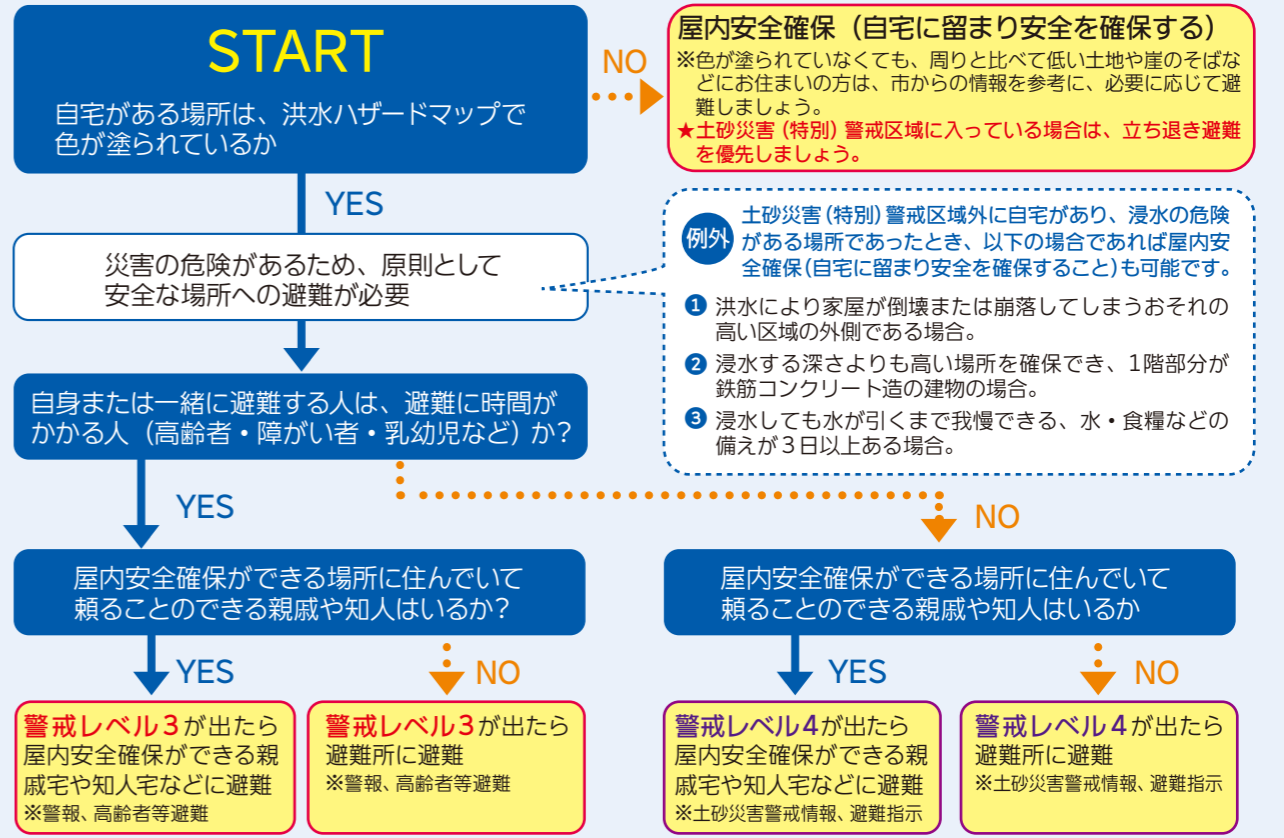 START
自宅がある場所は、洪水ハザードマップで
色が塗られているか
NO
屋内安全確保（自宅に留まり安全を確保する）
※色が塗られていなくても、周りと比べて低い土地や崖のそばな
どにお住まいの方は、市からの情報を参考に、必要に応じて避
難しましょう。
★土砂災害（特別）警戒区域に入っている場合は、立ち退き避難
を優先しましょう。
YES
災害の危険があるため、原則として
安全な場所への避難が必要
例外
土砂災害（特別）警戒区域外に自宅があり、浸水の危険
がある場所であったとき、以下の場合であれば屋内安
全確保（自宅に留まり安全を確保すること）も可能です。
❶ 洪水により家屋が倒壊または崩落してしまうおそれの
高い区域の外側である場合。
❷ 浸水する深さよりも高い場所を確保でき、1階部分が
鉄筋コンクリート造の建物の場合。
❸ 浸水しても水が引くまで我慢できる、水・食糧などの
備えが３日以上ある場合。
自身または一緒に避難する人は、避難に時間が
かかる人（高齢者・障がい者・乳幼児など）か？
YES
NO
屋内安全確保ができる場所に住んでいて
頼ることのできる親戚や知人はいるか？
屋内安全確保ができる場所に住んでいて
頼ることのできる親戚や知人はいるか
YES
NO
YES
NO
警戒レベル３が出たら
屋内安全確保ができる親
戚宅や知人宅などに避難
※警報、高齢者等避難
警戒レベル３が出たら
避難所に避難
※警報、高齢者等避難
警戒レベル4が出たら
屋内安全確保ができる親
戚宅や知人宅などに避難
※土砂災害警戒情報、避難指示
警戒レベル４が出たら
避難所に避難
※土砂災害警戒情報、避難指示